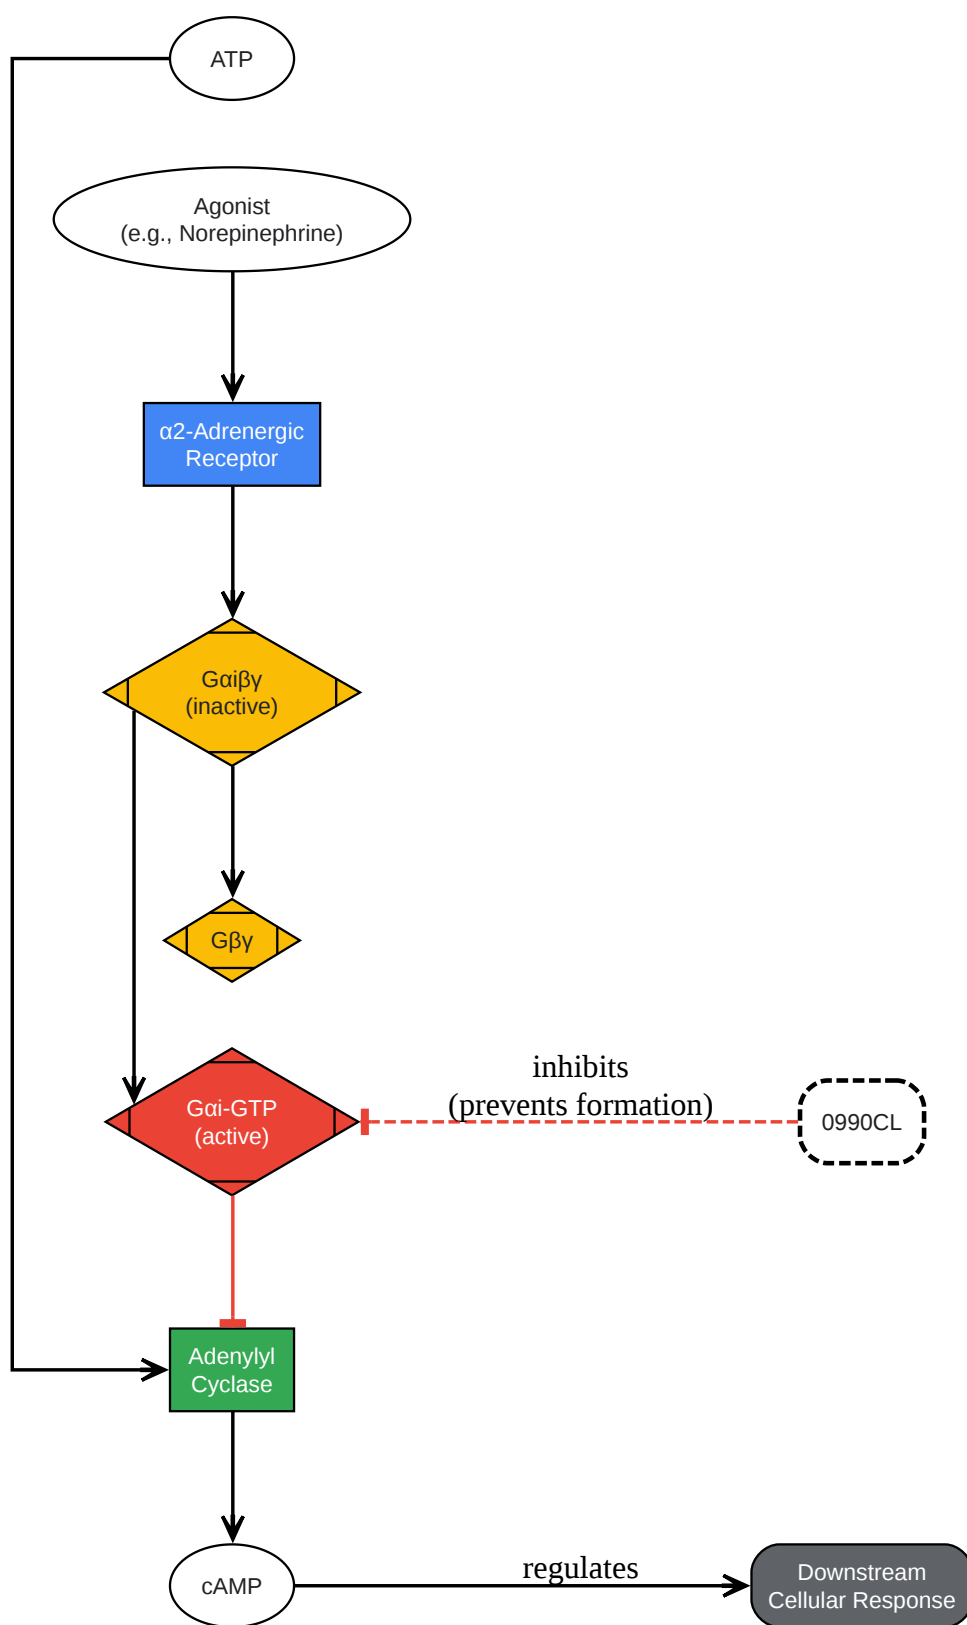 ATP
Agonist
(e.g., Norepinephrine)
α2-Adrenergic
Receptor
Gαiβγ
(inactive)
Gβγ
inhibits
(prevents formation)
Gαi-GTP
(active)
0990CL
Adenylyl
Cyclase
cAMP
regulates
Downstream
Cellular Response